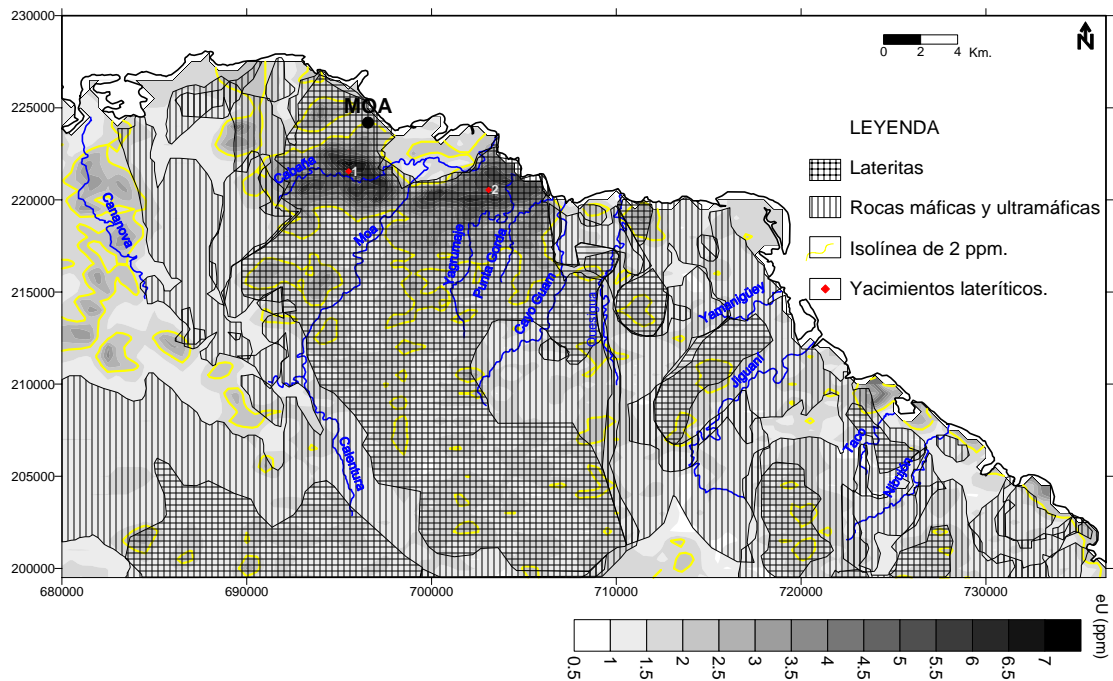 230000
225000
220000
215000
210000
205000
200000
680000
690000
700000
710000
720000
730000
N
0 2 4 Km.
MOA
LEYENDA
Lateritas
Rocas máficas y ultramáficas
Isolínea de 2 ppm.
Yacimientos lateríticos.
1
2
Cabaña
Cananova
Moa
Yagrumaje
Punta Gorda
Cayo Guam
Quesigua
Yamanigüey
Jiguaní
Taco
Nibujón
Calentura
eU (ppm)
0.5
1
1.5
2
2.5
3
3.5
4
4.5
5
5.5
6
6.5
7